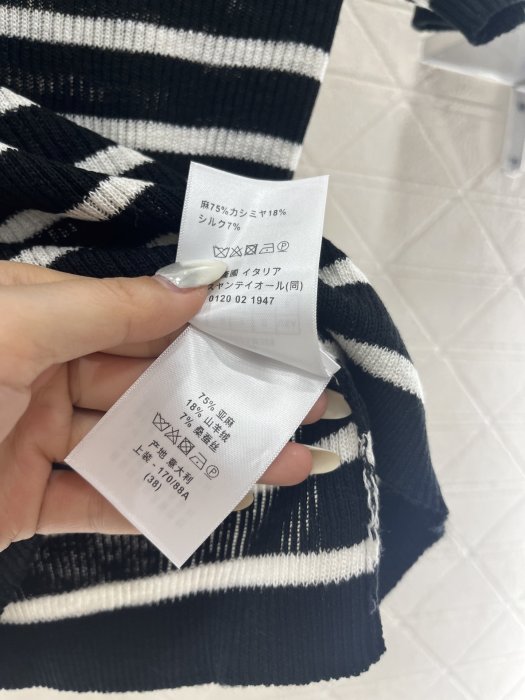 麻75%カシミヤ18%
シルク7%
国 イタリア
ャンテイオール(同)
0120 02 1947
75% 亚麻
18% 山羊绒
7% 桑蚕丝
产地 意大利
上装 - 170/88A
(38)